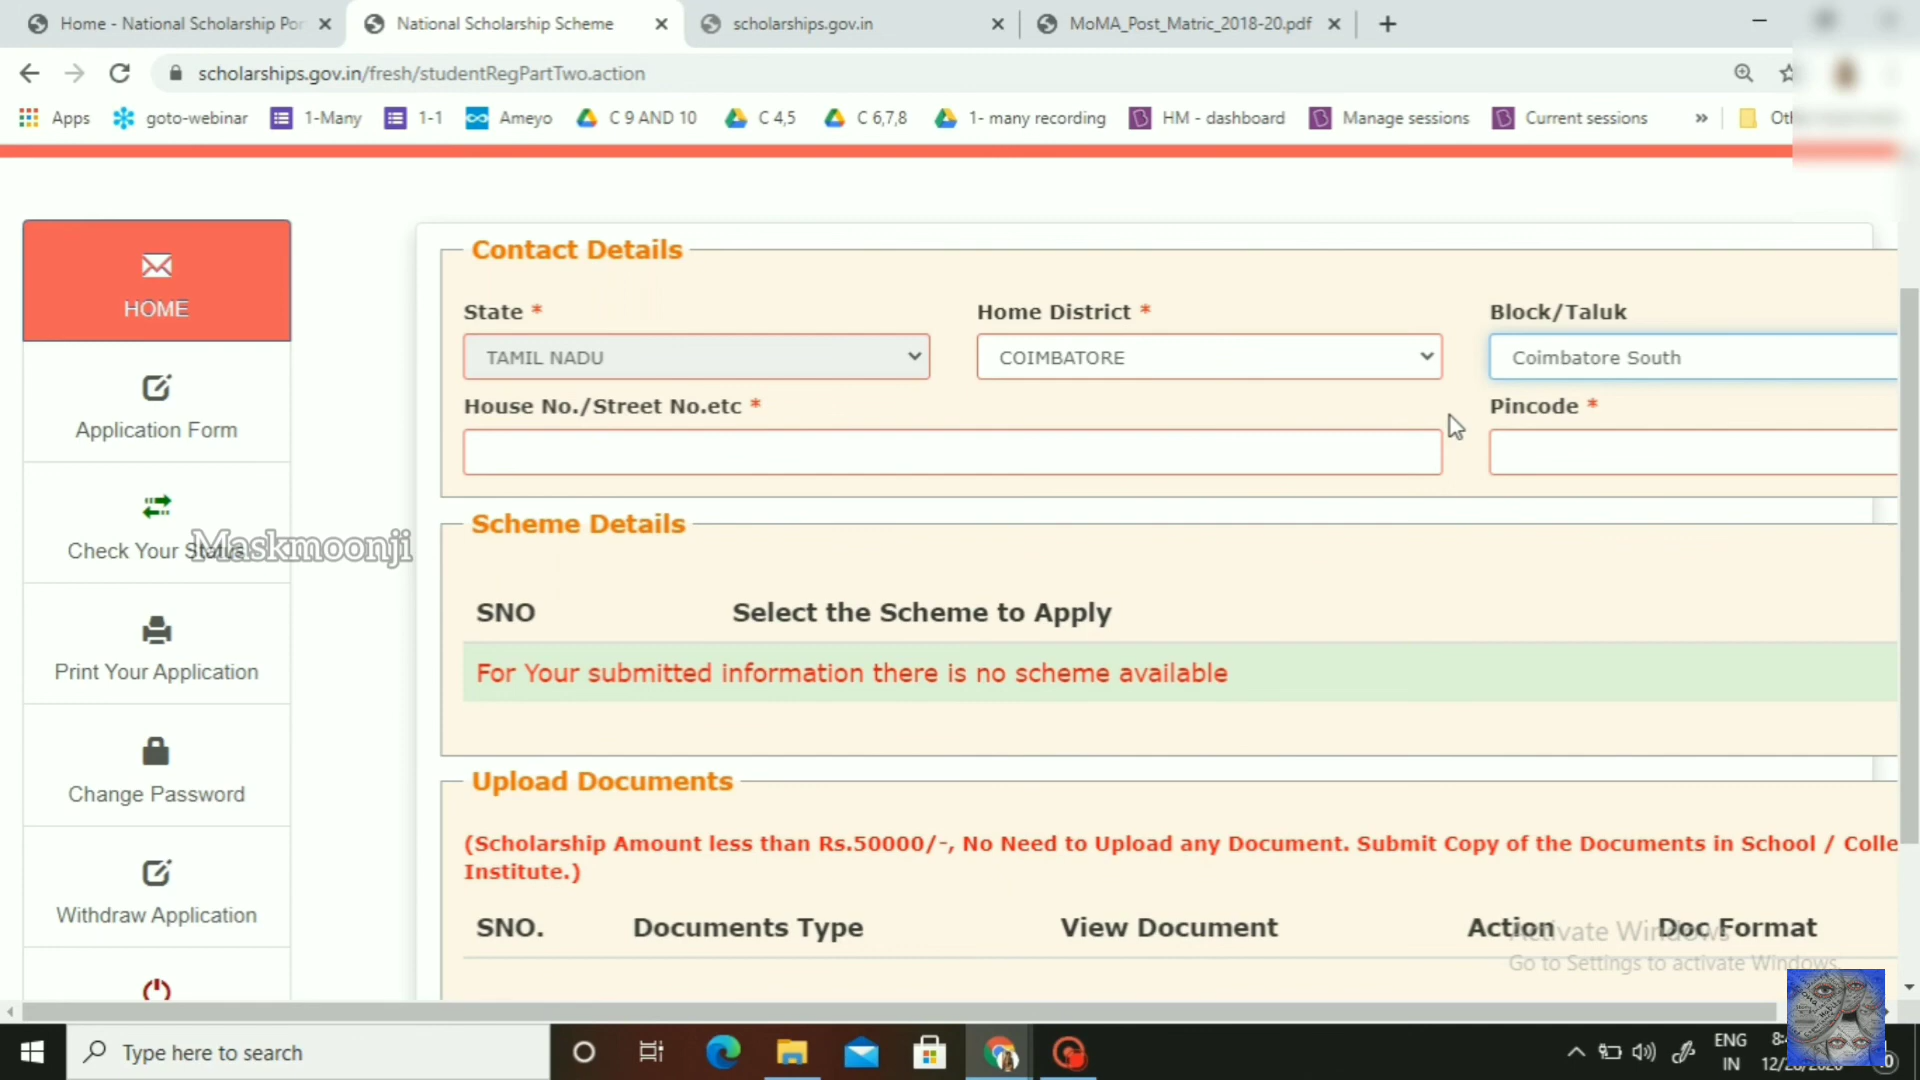 Home - National Scholarship Por
National Scholarship Scheme
scholarships.gov.in
MoMA_Post_Matric_2018-20.pdf
scholarships.gov.in/fresh/studentRegPartTwo.action
Apps
goto-webinar
1-Many
1-1
Ameyo
C 9 AND 10
C 4,5
C 6,7,8
1- many recording
HM - dashboard
Manage sessions
Current sessions
»
HOME
Application Form
Check Your Status
Print Your Application
Change Password
Withdraw Application
Maskmoonji
Contact Details
State *
Home District *
Block/Taluk
TAMIL NADU
COIMBATORE
Coimbatore South
House No./Street No.etc *
Pincode *
Scheme Details
SNO
Select the Scheme to Apply
For Your submitted information there is no scheme available
Upload Documents
(Scholarship Amount less than Rs.50000/-, No Need to Upload any Document. Submit Copy of the Documents in School / Colle
Institute.)
SNO.
Documents Type
View Document
Action
Doc Format
Activate Windows
Go to Settings to activate Windows.
Type here to search
ENG
IN